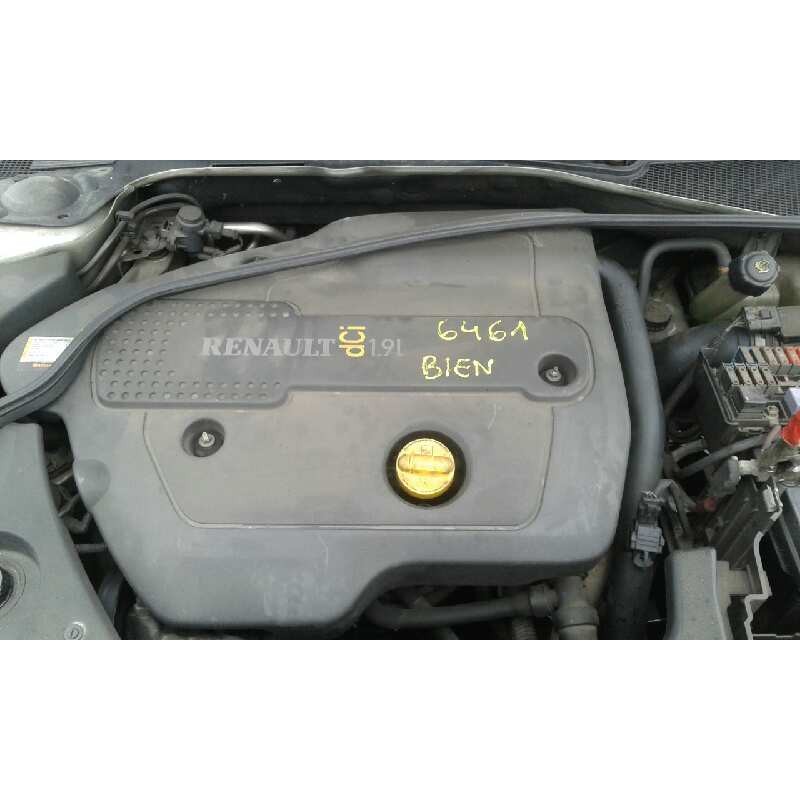 RENAULT dCi 1.9L
6461
BIEN